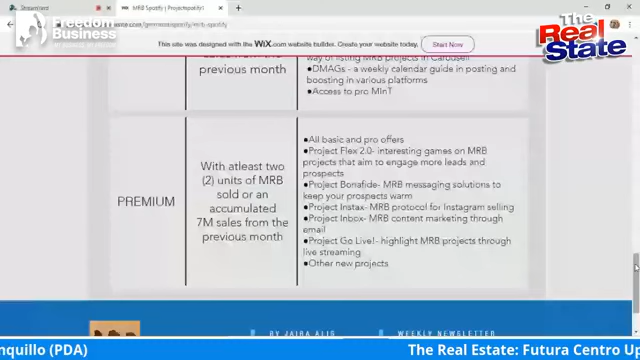 Streamyard
MRB Spotify | Projectspotify/
Freedom
Business
The
Real
State
This site was designed with the WiX.com website builder. Create your website today.
Start Now
the previous month
way of listing MRB projects in Carousell
●DMAGs - a weekly calendar guide in posting and
boosting in various platforms
●Access to pro MInT
PREMIUM
With atleast two
(2) units of MRB
sold or an
accumulated
7M sales from the
previous month
●All basic and pro offers
●Project Flex 2.0- interesting games on MRB
projects that aim to engage more leads and
prospects
●Project Bonafide- MRB messaging solutions to
keep your prospects warm
●Project Instax- MRB protocol for Instagram selling
●Project Inbox- MRB content marketing through
email
●Project Go Live!- highlight MRB projects through
live streaming
●Other new projects
BY JAIRA ALIS
WEEKLY NEWSLETTER
nquillo (PDA)
The Real Estate: Futura Centro Up